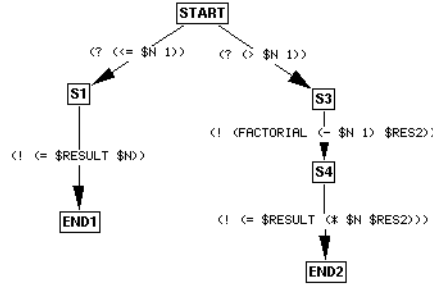 START
(? (<= $N 1)) (? (> $N 1))
S1 S3
(! (FACTORIAL (- $N 1) $RES2))
(! (= $RESULT $N))
S4
END1 (! (= $RESULT (* $N $RES2)))
END2